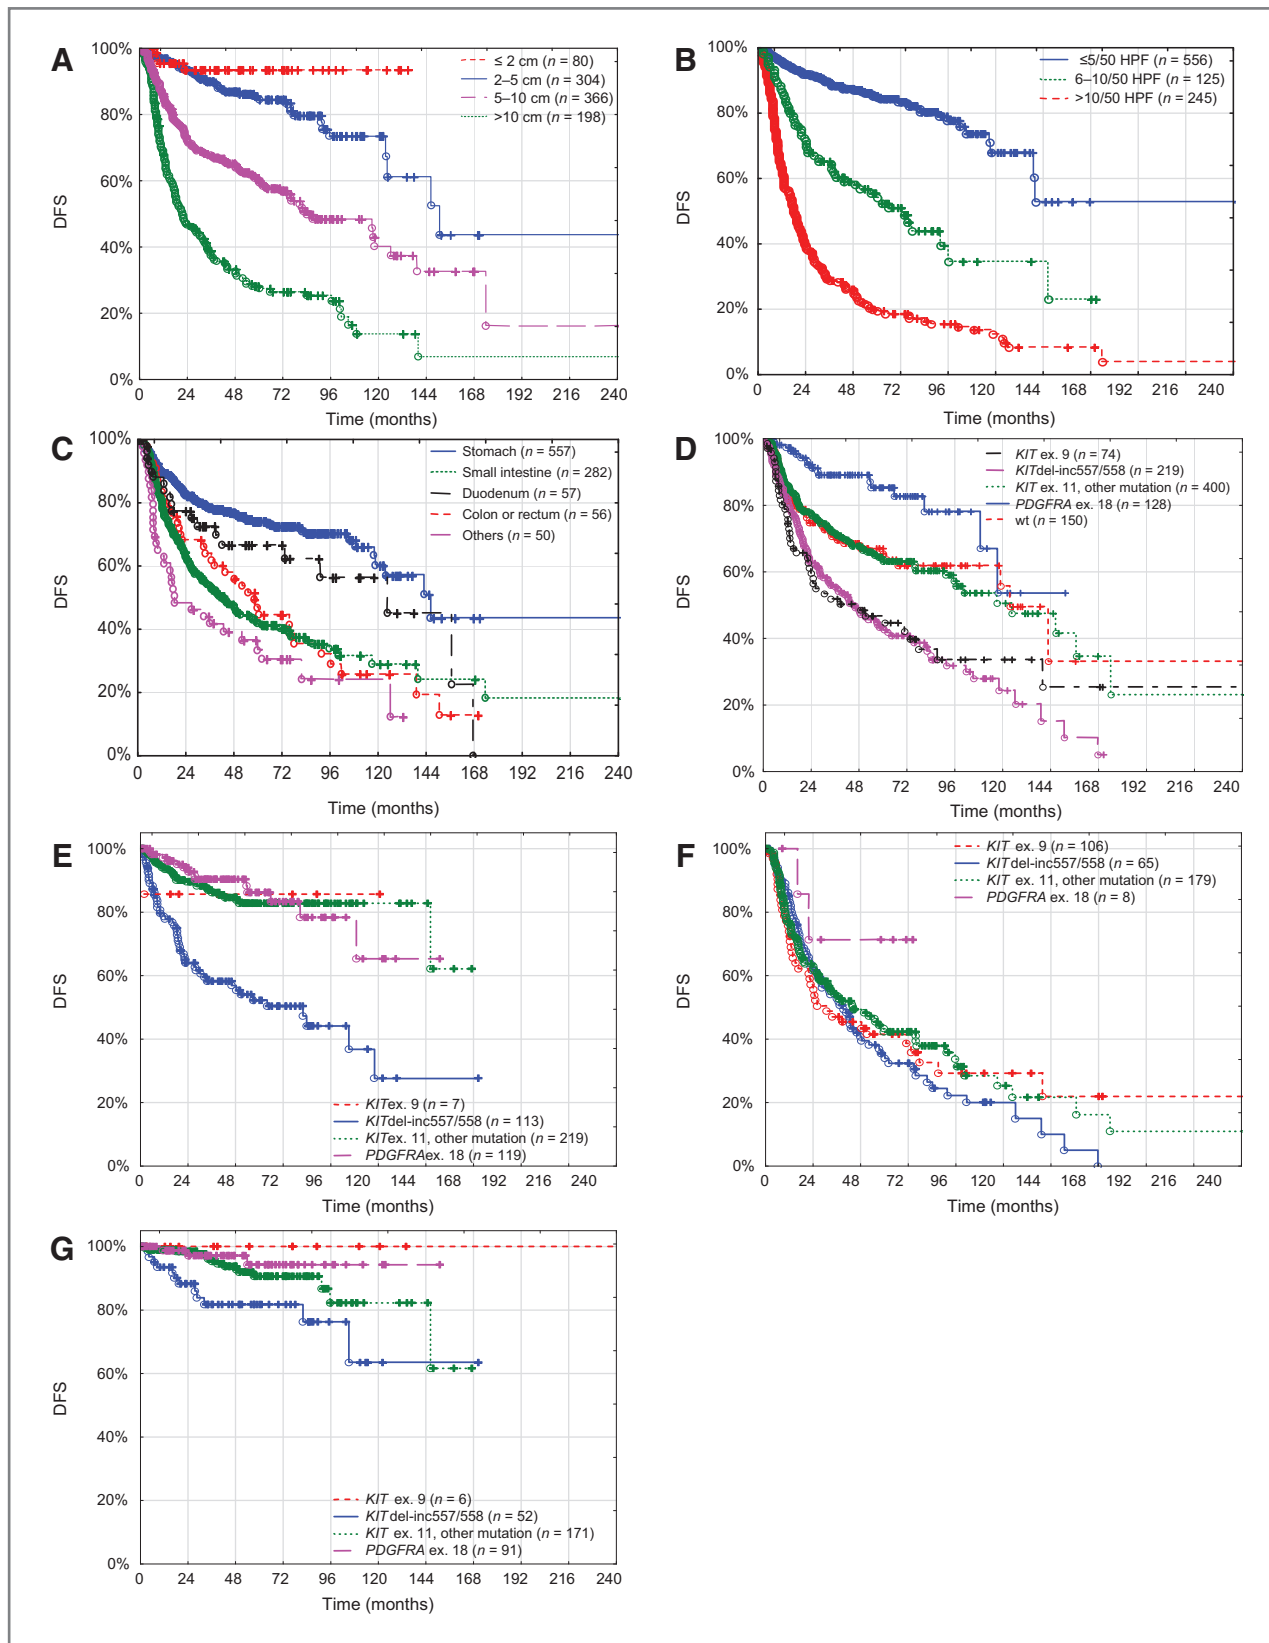 A
100%
80%
60%
40%
20%
0%
DFS
≤ 2 cm (n = 80)
2–5 cm (n = 304)
5–10 cm (n = 366)
>10 cm (n = 198)
0 24 48 72 96 120 144 168 192 216 240
Time (months)
B
100%
80%
60%
40%
20%
0%
DFS
≤5/50 HPF (n = 556)
6–10/50 HPF (n = 125)
>10/50 HPF (n = 245)
0 24 48 72 96 120 144 168 192 216 240
Time (months)
C
100%
80%
60%
40%
20%
0%
DFS
Stomach (n = 557)
Small intestine (n = 282)
Duodenum (n = 57)
Colon or rectum (n = 56)
Others (n = 50)
0 24 48 72 96 120 144 168 192 216 240
Time (months)
D
100%
80%
60%
40%
20%
0%
DFS
KIT ex. 9 (n = 74)
KITdel-inc557/558 (n = 219)
KIT ex. 11, other mutation (n = 400)
PDGFRA ex. 18 (n = 128)
wt (n = 150)
0 24 48 72 96 120 144 168 192 216 240
Time (months)
E
100%
80%
60%
40%
20%
0%
DFS
KITex. 9 (n = 7)
KITdel-inc557/558 (n = 113)
KITex. 11, other mutation (n = 219)
PDGFRAex. 18 (n = 119)
0 24 48 72 96 120 144 168 192 216 240
Time (months)
F
100%
80%
60%
40%
20%
0%
DFS
KIT ex. 9 (n = 106)
KITdel-inc557/558 (n = 65)
KIT ex. 11, other mutation (n = 179)
PDGFRA ex. 18 (n = 8)
0 24 48 72 96 120 144 168 192 216 240
Time (months)
G
100%
80%
60%
40%
20%
0%
DFS
KIT ex. 9 (n = 6)
KITdel-inc557/558 (n = 52)
KIT ex. 11, other mutation (n = 171)
PDGFRA ex. 18 (n = 91)
0 24 48 72 96 120 144 168 192 216 240
Time (months)